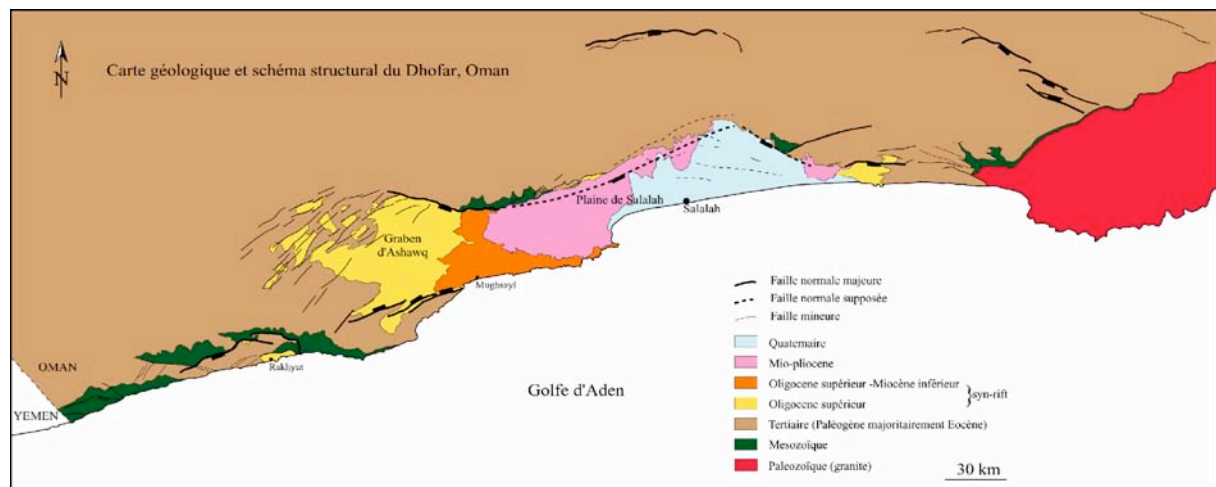 N
Carte géologique et schéma structural du Dhofar, Oman
Plaine de Salalah
Salalah
Graben
d'Ashawq
Mughsayl
OMAN
Rakhyut
YEMEN
Golfe d'Aden
Faille normale majeure
Faille normale supposée
Faille mineure
Quaternaire
Mio-pliocene
Oligocene supérieur -Miocène inférieur
Oligocene supérieur
}syn-rift
Tertiaire (Paléogène majoritairement Eocène)
Mesozoïque
Paleozoïque (granite)
30 km